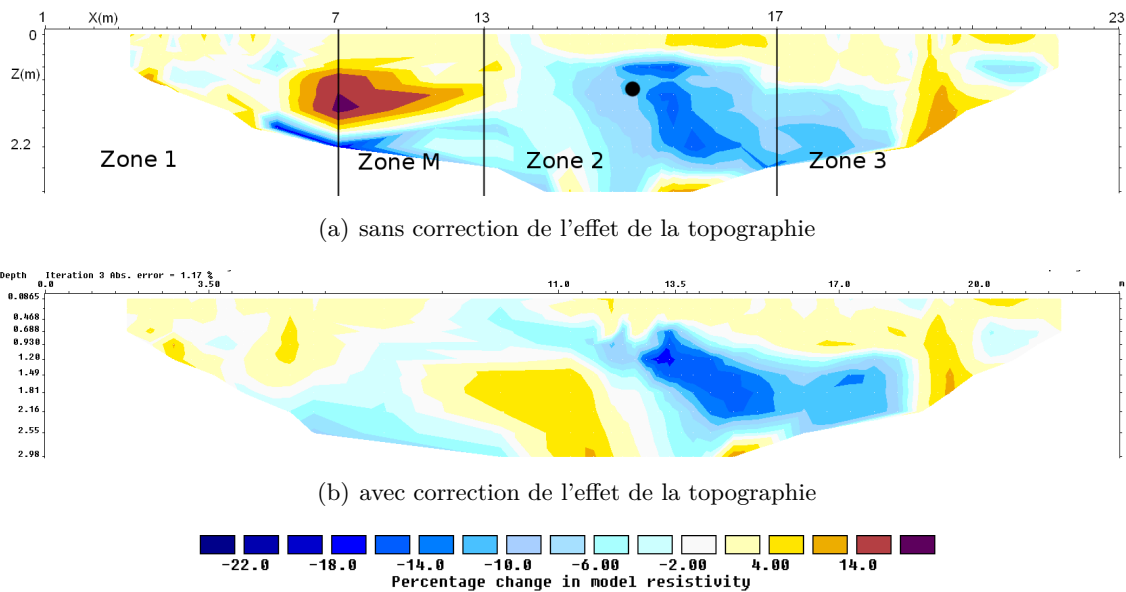 1 X(m) 7 13 17 23
0
Z(m)
2.2
Zone 1 Zone M Zone 2 Zone 3
(a) sans correction de l'effet de la topographie
Depth Iteration 3 Abs. error = 1.17 %
0.0 3.50 11.0 13.5 17.0 20.0 m
0.0865
0.468
0.688
0.930
1.20
1.49
1.81
2.16
2.55
2.98
(b) avec correction de l'effet de la topographie
-22.0 -18.0 -14.0 -10.0 -6.00 -2.00 4.00 14.0
Percentage change in model resistivity